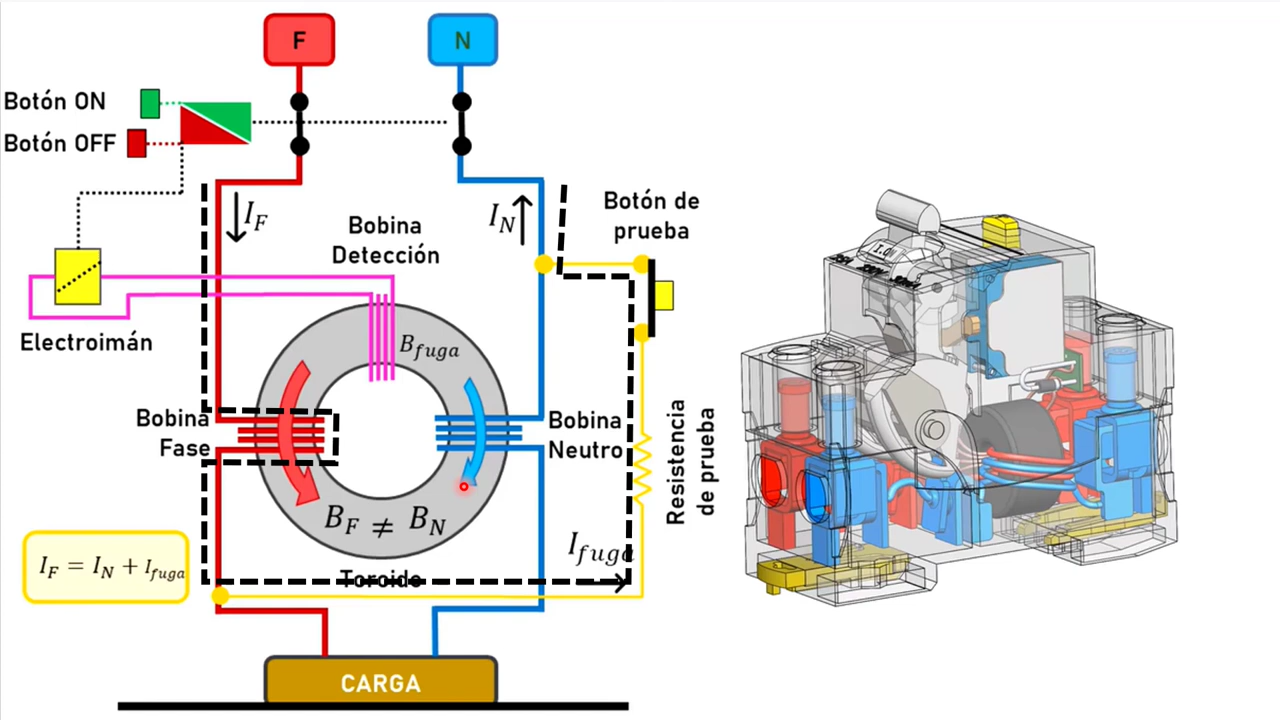 F
N
Botón ON
Botón OFF
I_F
I_N
Botón de
prueba
Bobina
Detección
Electroimán
B_fuga
Bobina
Fase
Bobina
Neutro
Resistencia
de prueba
B_F ≠ B_N
I_fuga
I_F = I_N + I_fuga
Toroide
CARGA
I.ON